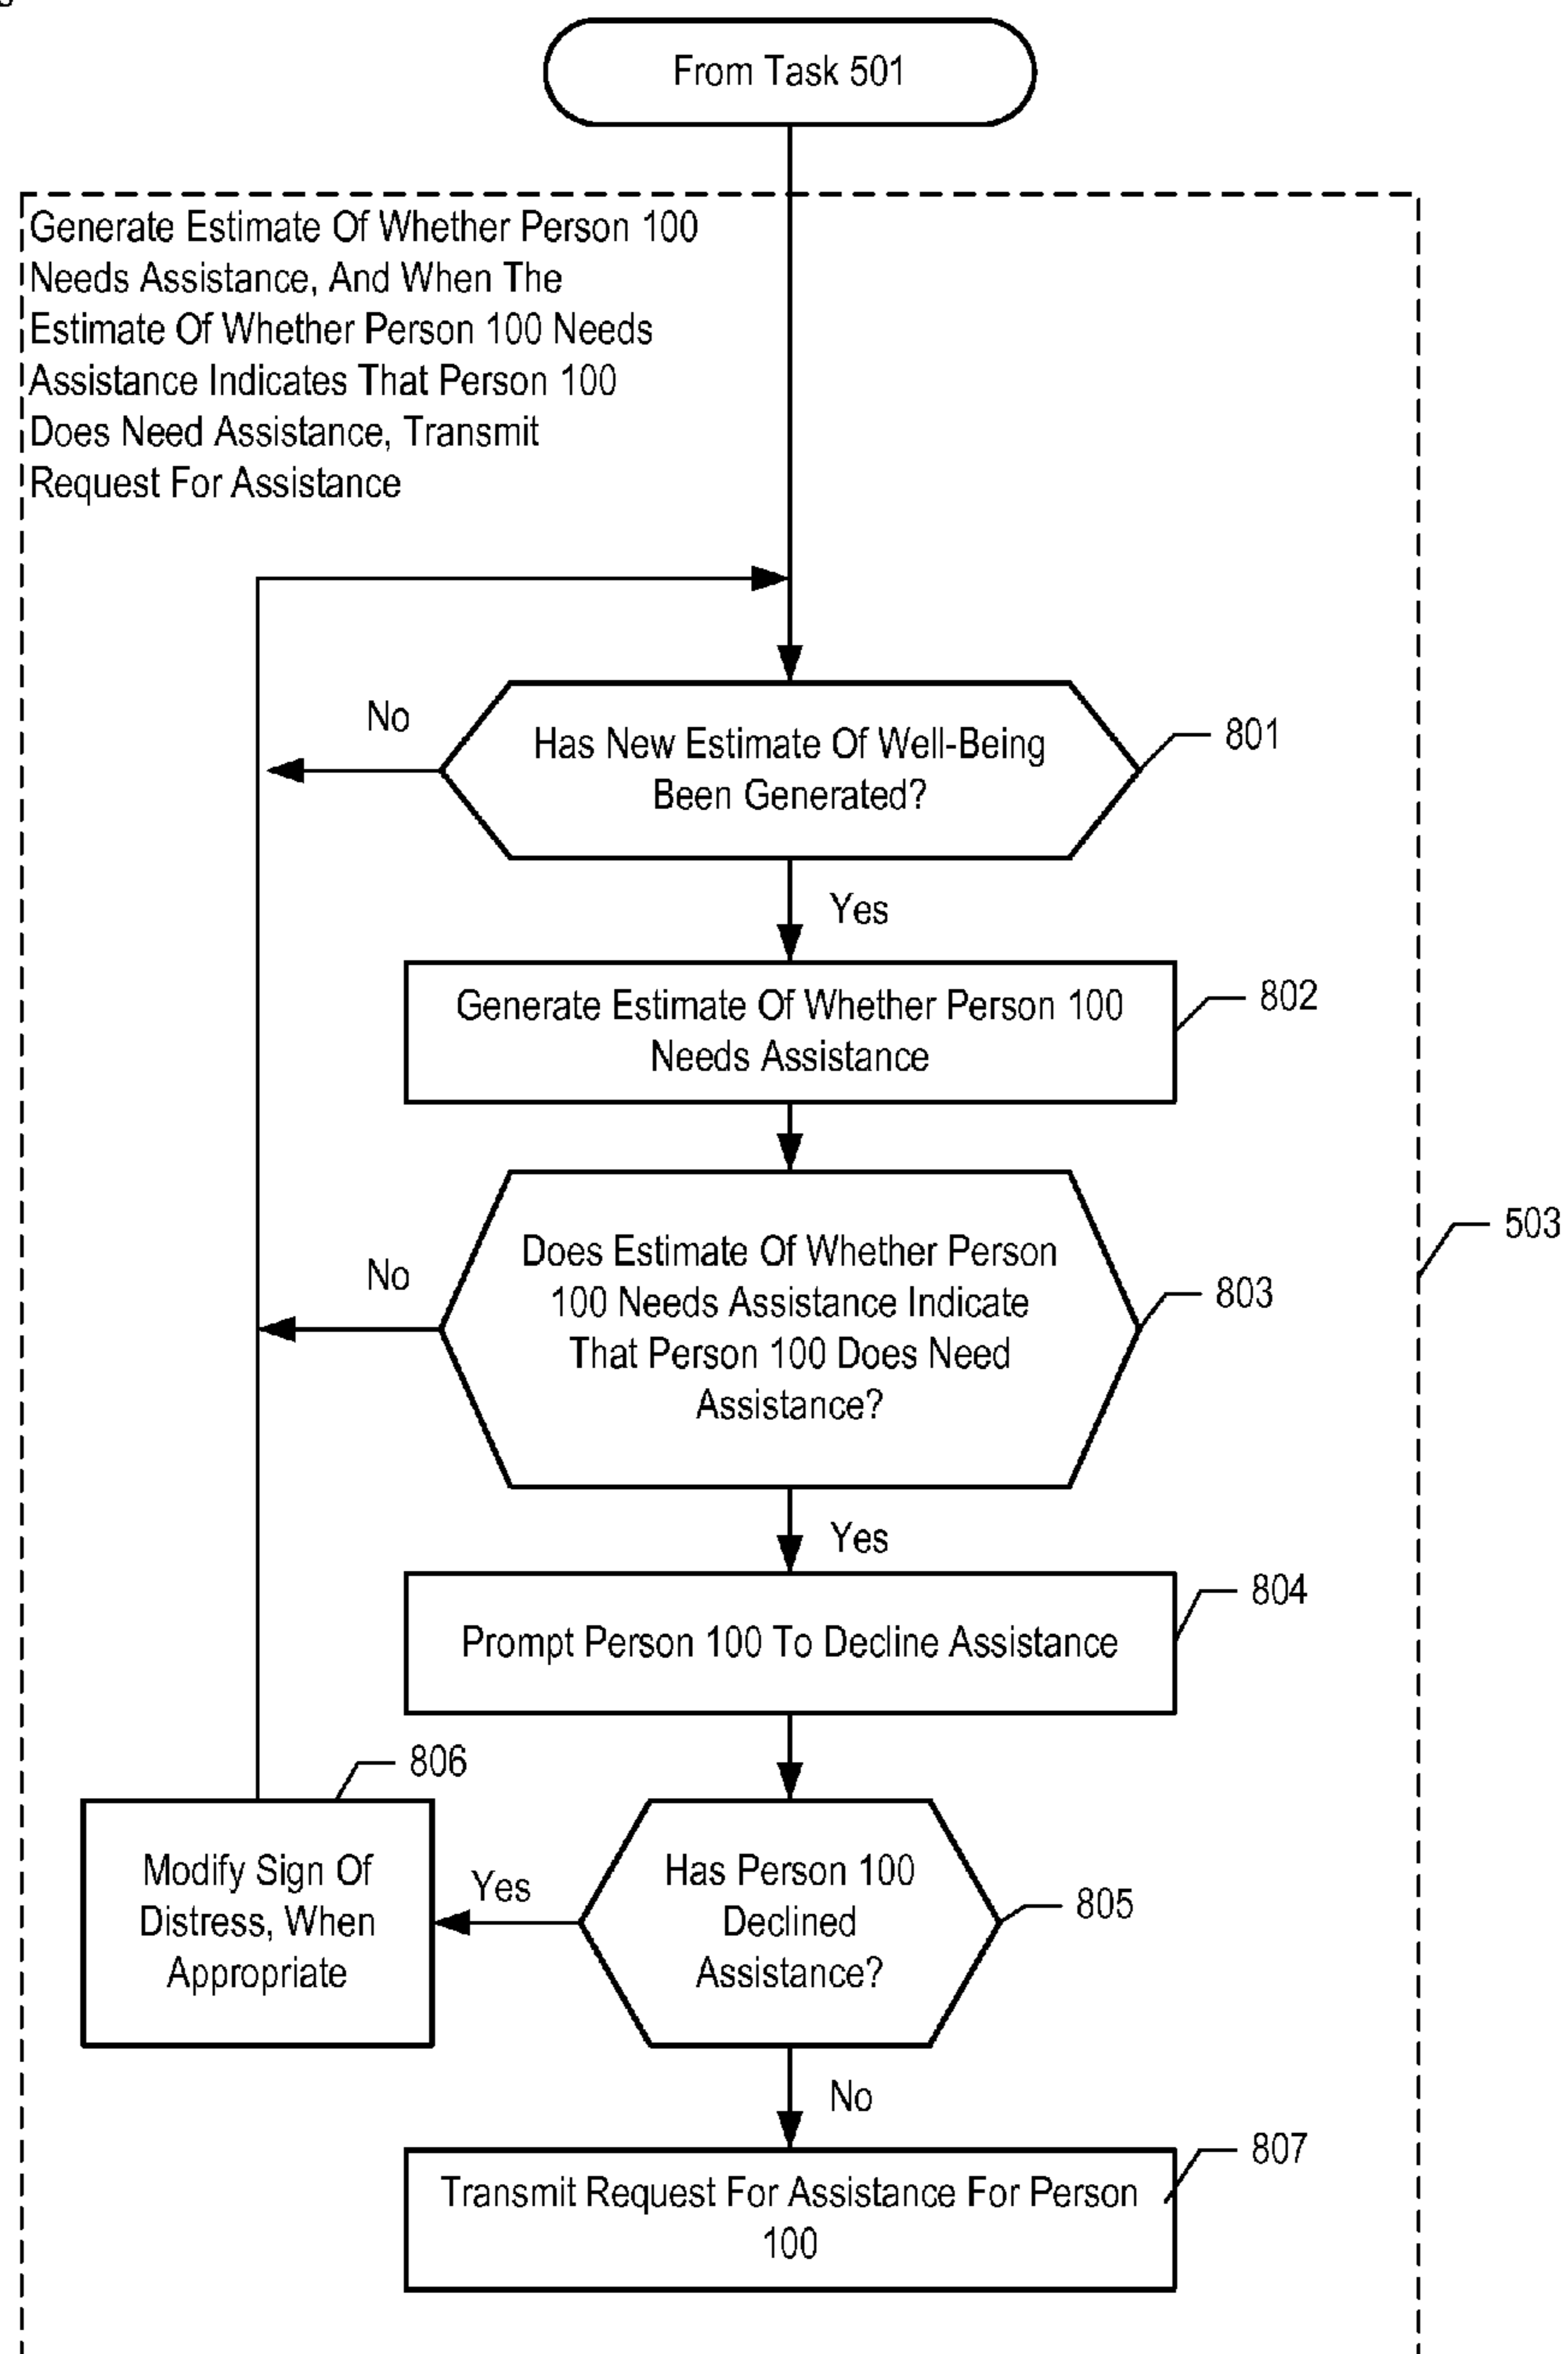 From Task 501
Generate Estimate Of Whether Person 100
Needs Assistance, And When The
Estimate Of Whether Person 100 Needs
Assistance Indicates That Person 100
Does Need Assistance, Transmit
Request For Assistance
No
Has New Estimate Of Well-Being
Been Generated?
801
Yes
Generate Estimate Of Whether Person 100
Needs Assistance
802
No
Does Estimate Of Whether Person
100 Needs Assistance Indicate
That Person 100 Does Need
Assistance?
803
503
Yes
Prompt Person 100 To Decline Assistance
804
806
Modify Sign Of
Distress, When
Appropriate
Yes
Has Person 100
Declined
Assistance?
805
No
Transmit Request For Assistance For Person
100
807